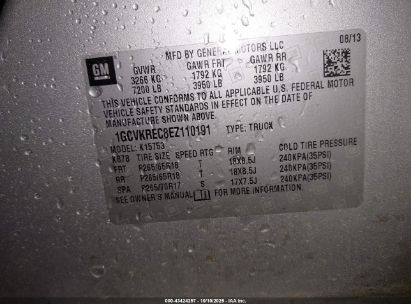 MFD BY GENERAL MOTORS LLC
08/13
GM
GVWR GAWR FRT GAWR RR
3266 KG 1792 KG 1792 KG
7200 LB 3950 LB 3950 LB
THIS VEHICLE CONFORMS TO ALL APPLICABLE U.S. FEDERAL MOTOR
VEHICLE SAFETY STANDARDS IN EFFECT ON THE DATE OF
MANUFACTURE SHOWN ABOVE.
1GCVKREC8EZ110191 TYPE: TRUCK
MODEL: K15753
K87B TIRE SIZE SPEED RTG RIM COLD TIRE PRESSURE
FRT P265/65R18 T 18X8.5J 240KPA(35PSI)
RR P265/65R18 T 18X8.5J 240KPA(35PSI)
SPA P265/70R17 S 17X7.5J 240KPA(35PSI)
SEE OWNER'S MANUAL FOR MORE INFORMATION.
000-43424297 - 10/10/2025 - IAA, Inc.